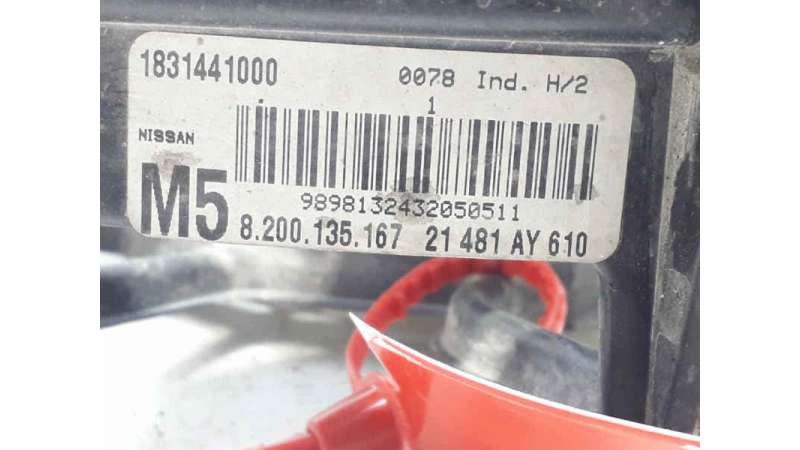 1831441000 0078 Ind. H/2
1
NISSAN
9898132432050511
M5 8.200.135.167 21 481 AY 610